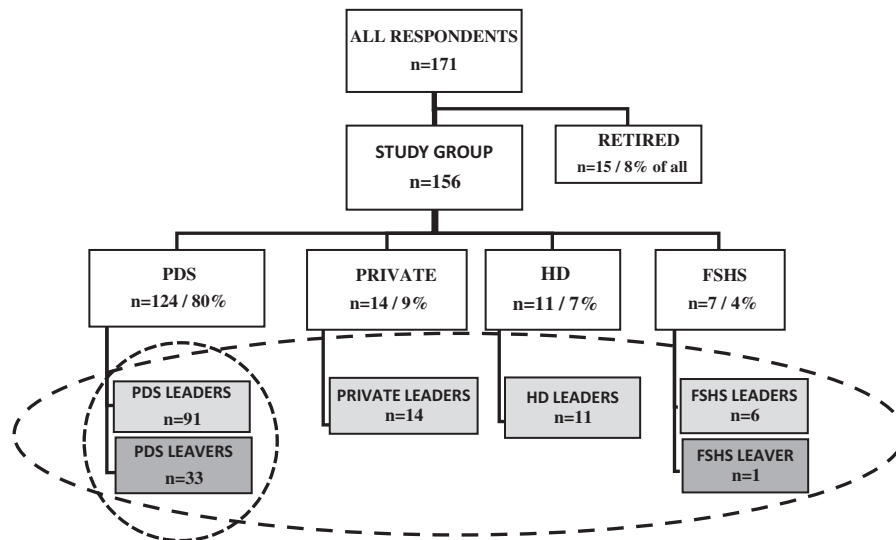 ALL RESPONDENTS
n=171
RETIRED
n=15 / 8% of all
STUDY GROUP
n=156
PDS
n=124 / 80%
PRIVATE
n=14 / 9%
HD
n=11 / 7%
FSHS
n=7 / 4%
PDS LEADERS
n=91
PRIVATE LEADERS
n=14
HD LEADERS
n=11
FSHS LEADERS
n=6
PDS LEAVERS
n=33
FSHS LEAVER
n=1